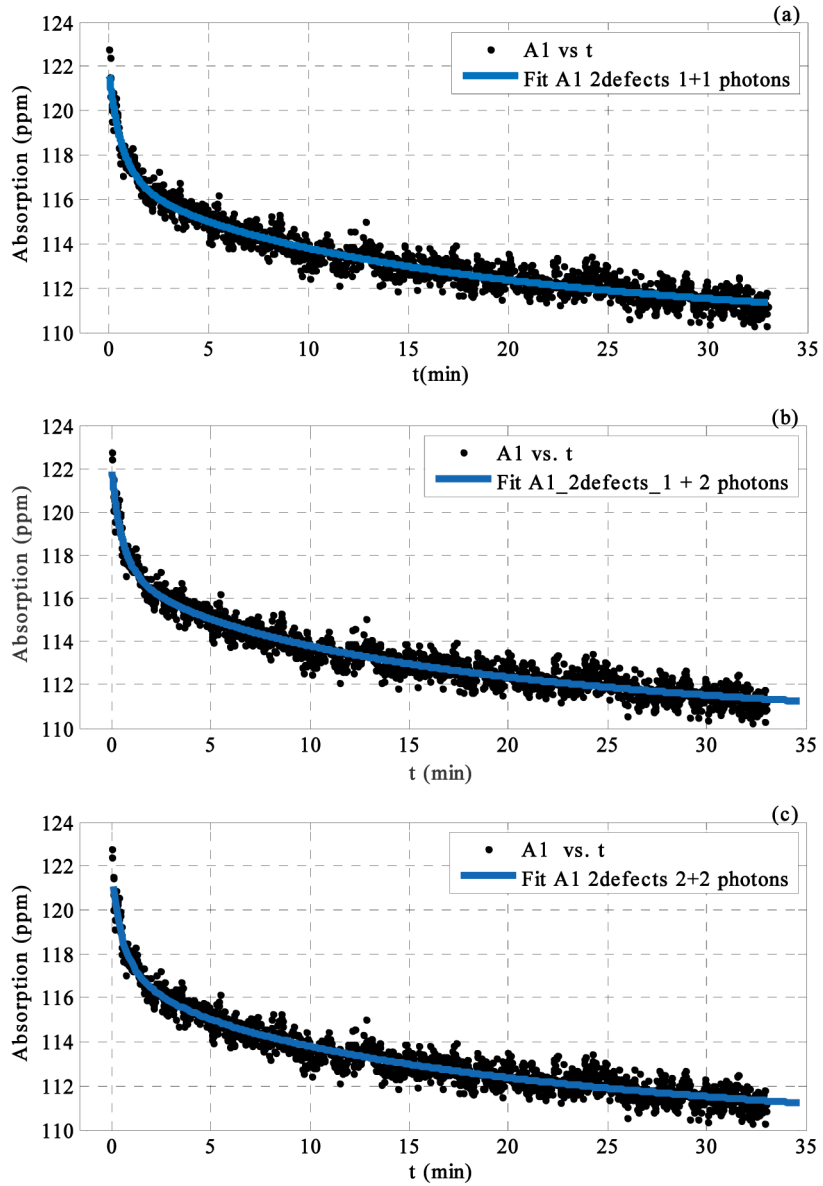 (a)
124
122
120
118
116
114
112
110
Absorption (ppm)
A1 vs t
Fit A1 2defects 1+1 photons
0 5 10 15 20 25 30 35
t(min)
(b)
124
122
120
118
116
114
112
110
Absorption (ppm)
A1 vs. t
Fit A1_2defects_1 + 2 photons
0 5 10 15 20 25 30 35
t (min)
(c)
124
122
120
118
116
114
112
110
Absorption (ppm)
A1 vs. t
Fit A1 2defects 2+2 photons
0 5 10 15 20 25 30 35
t (min)